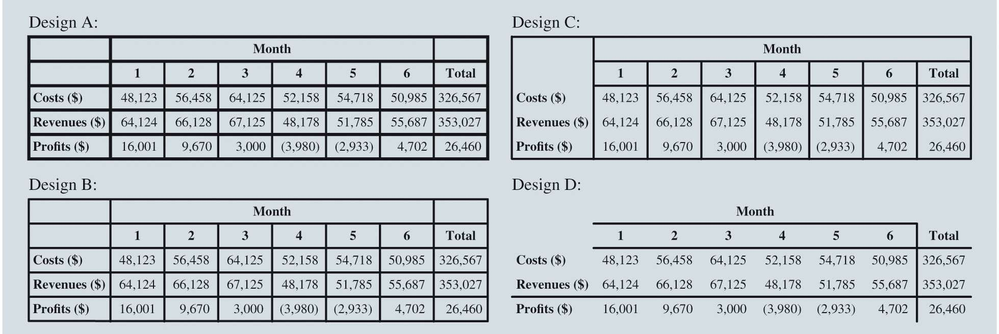 Design A:
Month
1 2 3 4 5 6 Total
Costs ($) 48,123 56,458 64,125 52,158 54,718 50,985 326,567
Revenues ($) 64,124 66,128 67,125 48,178 51,785 55,687 353,027
Profits ($) 16,001 9,670 3,000 (3,980) (2,933) 4,702 26,460
Design B:
Month
1 2 3 4 5 6 Total
Costs ($) 48,123 56,458 64,125 52,158 54,718 50,985 326,567
Revenues ($) 64,124 66,128 67,125 48,178 51,785 55,687 353,027
Profits ($) 16,001 9,670 3,000 (3,980) (2,933) 4,702 26,460
Design C:
Month
1 2 3 4 5 6 Total
Costs ($) 48,123 56,458 64,125 52,158 54,718 50,985 326,567
Revenues ($) 64,124 66,128 67,125 48,178 51,785 55,687 353,027
Profits ($) 16,001 9,670 3,000 (3,980) (2,933) 4,702 26,460
Design D:
Month
1 2 3 4 5 6 Total
Costs ($) 48,123 56,458 64,125 52,158 54,718 50,985 326,567
Revenues ($) 64,124 66,128 67,125 48,178 51,785 55,687 353,027
Profits ($) 16,001 9,670 3,000 (3,980) (2,933) 4,702 26,460